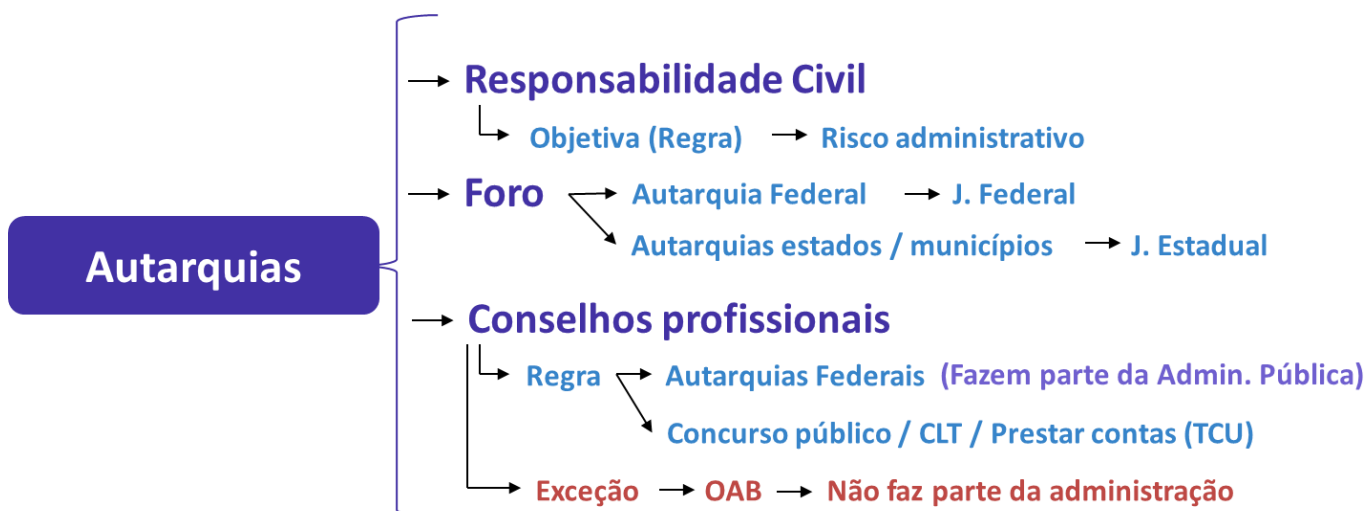 Autarquias
Responsabilidade Civil
Objetiva (Regra) Risco administrativo
Foro Autarquia Federal J. Federal
Autarquias estados / municípios J. Estadual
Conselhos profissionais
Regra Autarquias Federais (Fazem parte da Admin. Pública)
Concurso público / CLT / Prestar contas (TCU)
Exceção OAB Não faz parte da administração